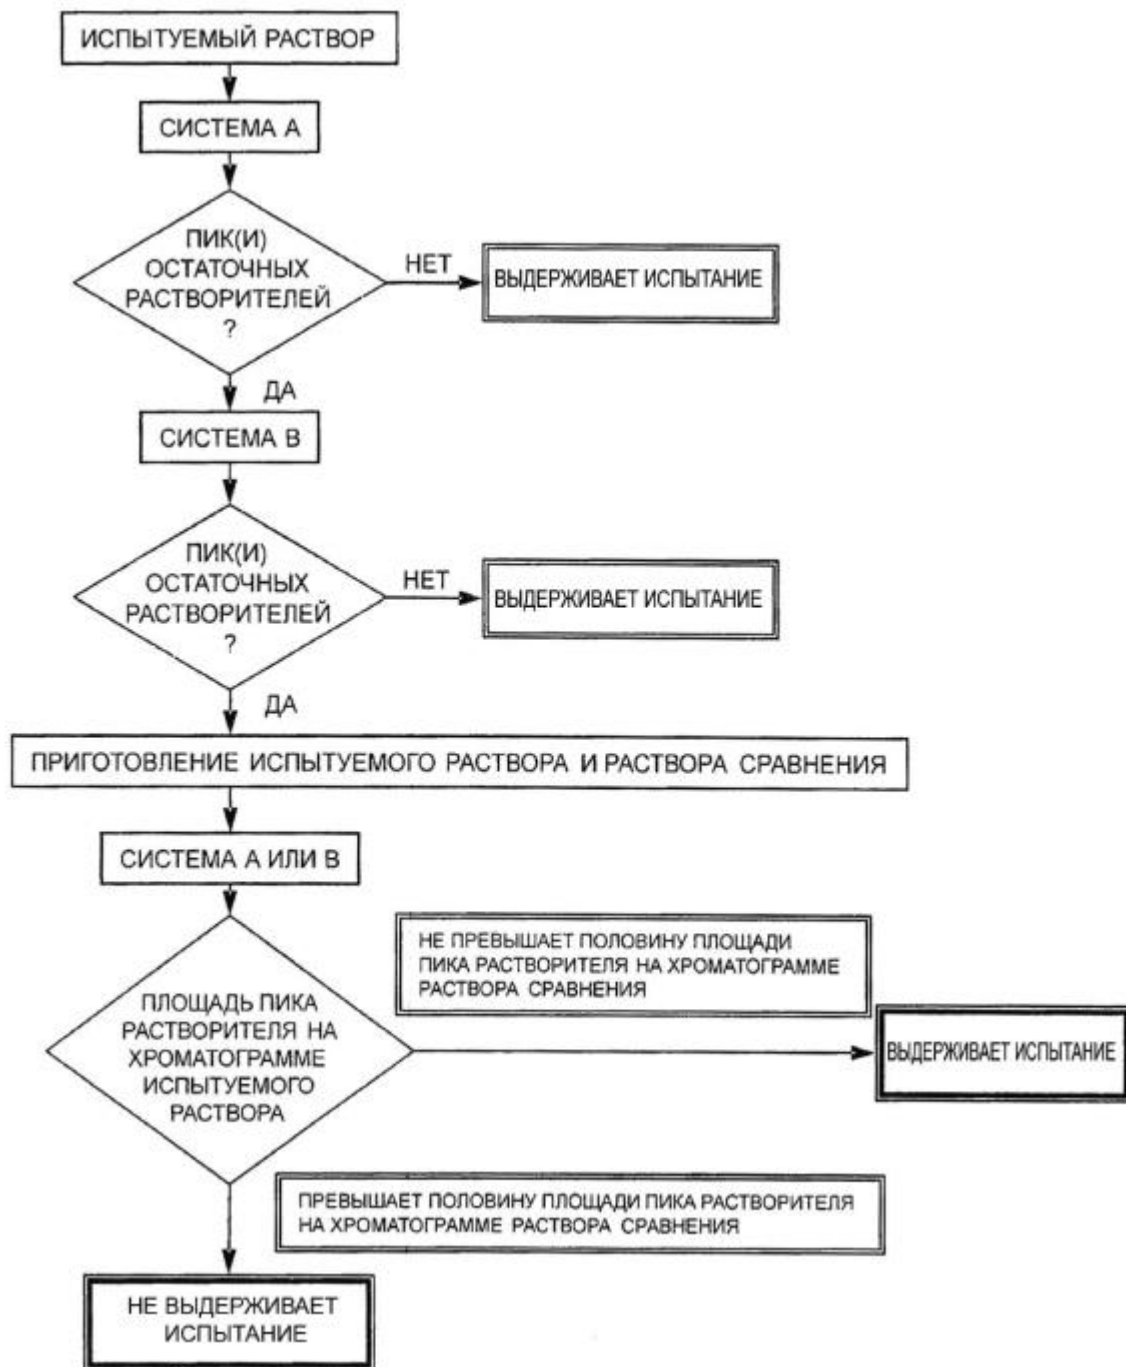 ИСПЫТУЕМЫЙ РАСТВОР
СИСТЕМА А
ПИК(И)
ОСТАТОЧНЫХ
РАСТВОРИТЕЛЕЙ
?
НЕТ
ВЫДЕРЖИВАЕТ ИСПЫТАНИЕ
ДА
СИСТЕМА В
ПИК(И)
ОСТАТОЧНЫХ
РАСТВОРИТЕЛЕЙ
?
НЕТ
ВЫДЕРЖИВАЕТ ИСПЫТАНИЕ
ДА
ПРИГОТОВЛЕНИЕ ИСПЫТУЕМОГО РАСТВОРА И РАСТВОРА СРАВНЕНИЯ
СИСТЕМА А ИЛИ В
НЕ ПРЕВЫШАЕТ ПОЛОВИНУ ПЛОЩАДИ
ПИКА РАСТВОРИТЕЛЯ НА ХРОМАТОГРАММЕ
РАСТВОРА СРАВНЕНИЯ
ПЛОЩАДЬ ПИКА
РАСТВОРИТЕЛЯ НА
ХРОМАТОГРАММЕ
ИСПЫТУЕМОГО
РАСТВОРА
ВЫДЕРЖИВАЕТ ИСПЫТАНИЕ
ПРЕВЫШАЕТ ПОЛОВИНУ ПЛОЩАДИ ПИКА РАСТВОРИТЕЛЯ
НА ХРОМАТОГРАММЕ РАСТВОРА СРАВНЕНИЯ
НЕ ВЫДЕРЖИВАЕТ
ИСПЫТАНИЕ